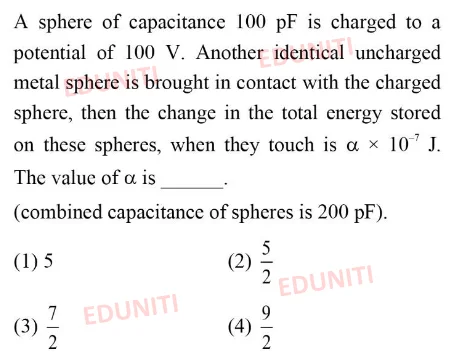 A sphere of capacitance 100 pF is charged to a
potential of 100 V. Another identical uncharged
metal sphere is brought in contact with the charged
sphere, then the change in the total energy stored
on these spheres, when they touch is α × 10⁻⁷ J.
The value of α is ______.
(combined capacitance of spheres is 200 pF).
(1) 5 (2) 5/2
(3) 7/2 (4) 9/2
EDUNITI
EDUNITI
EDUNITI
EDUNITI